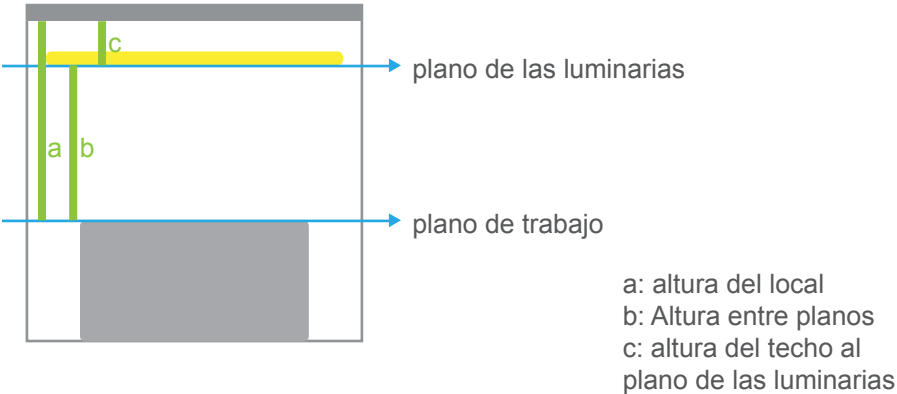 c
plano de las luminarias
a
b
plano de trabajo
a: altura del local
b: Altura entre planos
c: altura del techo al
plano de las luminarias